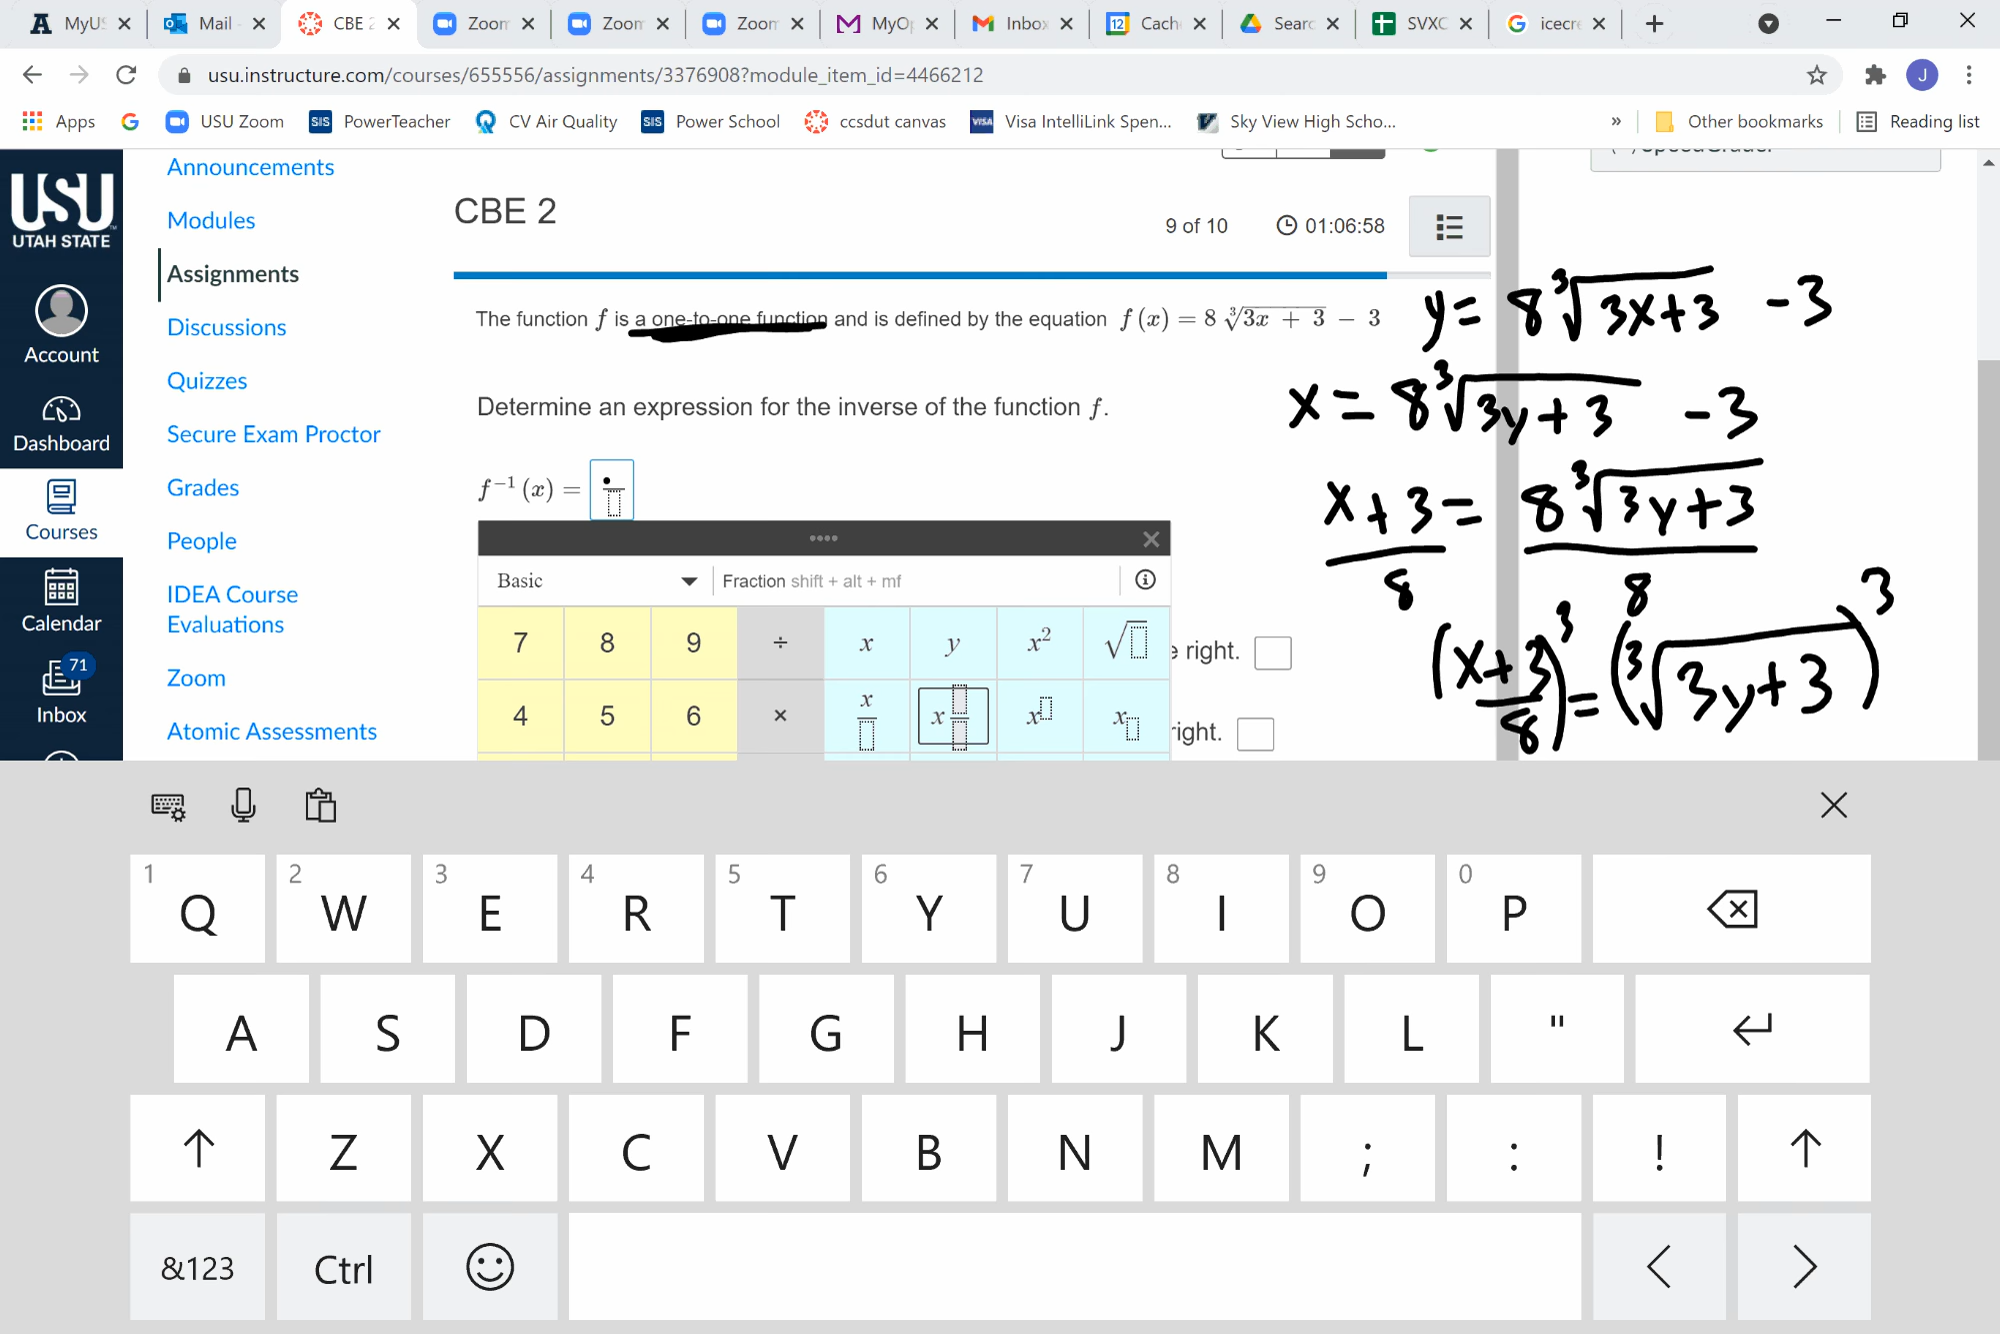 MyUS Mail CBE 2 Zoom Zoom Zoom MyOp Inbox 12 Cach Searc SVXC icecre
usu.instructure.com/courses/655556/assignments/3376908?module_item_id=4466212 J
Apps USU Zoom SIS PowerTeacher CV Air Quality SIS Power School ccsdut canvas VISA Visa IntelliLink Spen... Sky View High Scho... » Other bookmarks Reading list
USU
UTAH STATE
Account
Dashboard
Courses
Calendar
71
Inbox
Announcements
Modules
Assignments
Discussions
Quizzes
Secure Exam Proctor
Grades
People
IDEA Course
Evaluations
Zoom
Atomic Assessments
CBE 2
9 of 10 01:06:58
The function f is a one-to-one function and is defined by the equation f (x) = 8 ∛(3x + 3) − 3
Determine an expression for the inverse of the function f.
f⁻¹ (x) =
Basic Fraction shift + alt + mf
7 8 9 ÷ x y x² √
4 5 6 × x x x x
e right.
right.
y = 8∛(3x+3) -3
x = 8∛(3y+3) -3
x+3 = 8∛(3y+3)
8 8
((x+3)/8)³ = (∛(3y+3))³
1 Q 2 W 3 E 4 R 5 T 6 Y 7 U 8 I 9 O 0 P
A S D F G H J K L "
↑ Z X C V B N M ; : ! ↑
&123 Ctrl < >